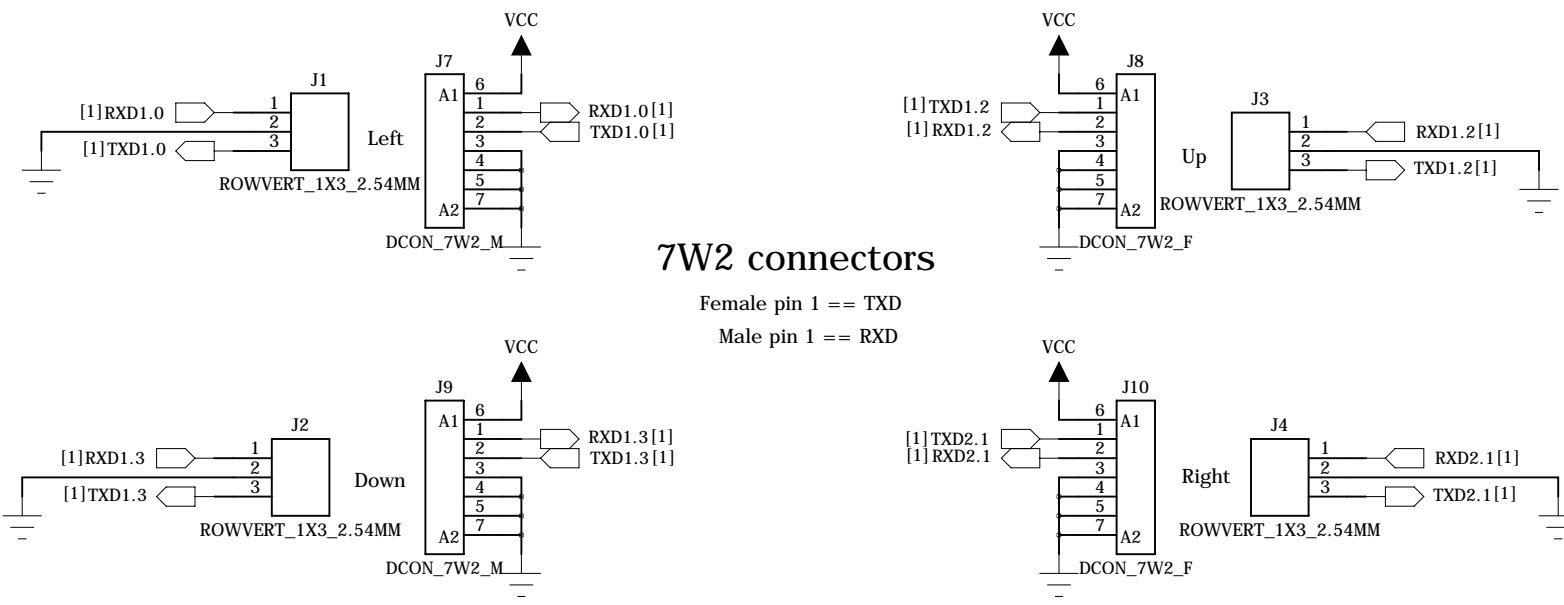 VCC
J7
6
A1
1
RXD1.0[1]
2
TXD1.0[1]
3
4
5
7
A2
DCON_7W2_M
J1
[1]RXD1.0
1
2
[1]TXD1.0
3
Left
ROWVERT_1X3_2.54MM
VCC
J8
6
A1
[1]TXD1.2
1
[1]RXD1.2
2
3
4
5
7
A2
DCON_7W2_F
J3
1
RXD1.2[1]
2
3
TXD1.2[1]
Up
ROWVERT_1X3_2.54MM
7W2 connectors
Female pin 1 == TXD
Male pin 1 == RXD
VCC
J9
6
A1
1
RXD1.3[1]
2
TXD1.3[1]
3
4
5
7
A2
DCON_7W2_M
J2
[1]RXD1.3
1
2
[1]TXD1.3
3
Down
ROWVERT_1X3_2.54MM
VCC
J10
6
A1
[1]TXD2.1
1
[1]RXD2.1
2
3
4
5
7
A2
DCON_7W2_F
J4
1
RXD2.1[1]
2
3
TXD2.1[1]
Right
ROWVERT_1X3_2.54MM